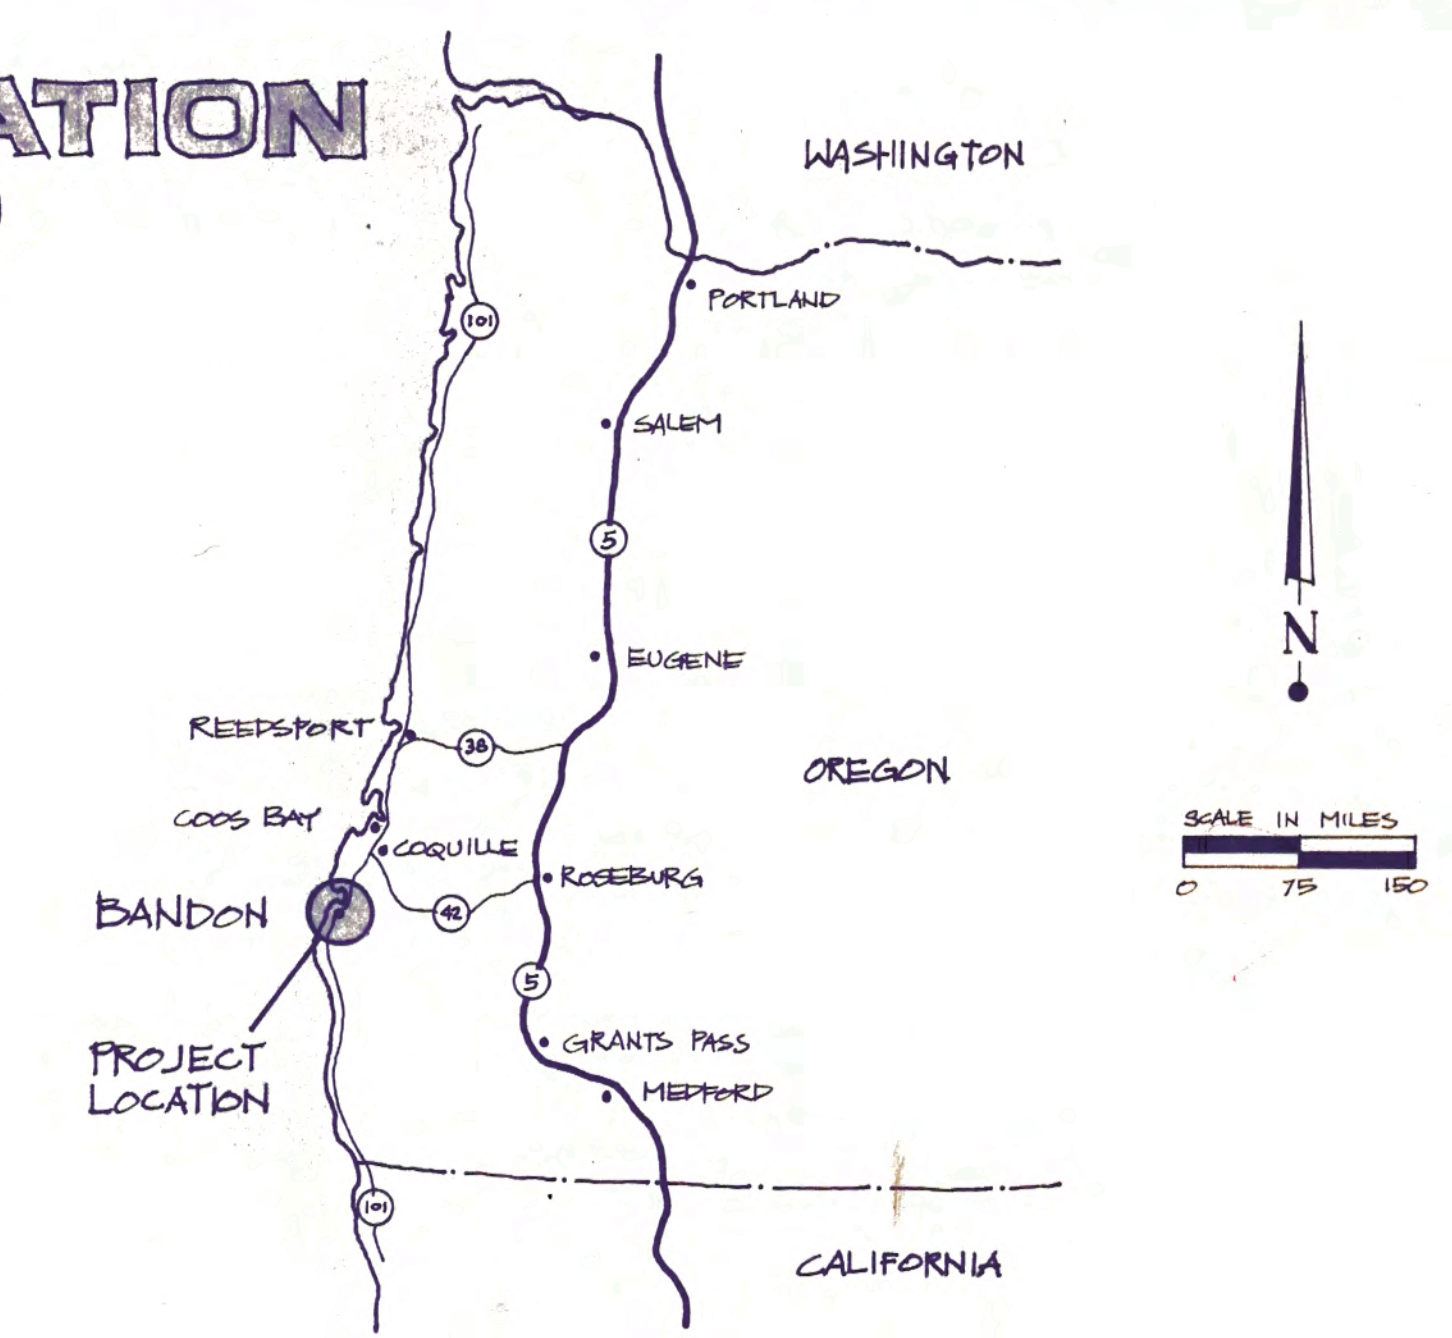 ATION
WASHINGTON
PORTLAND
101
SALEM
5
EUGENE
N
REEDSPORT
38
OREGON
COOS BAY
SCALE IN MILES
COQUILLE
ROSEBURG
0 75 150
BANDON
42
5
GRANTS PASS
PROJECT
LOCATION
MEDFORD
101
CALIFORNIA